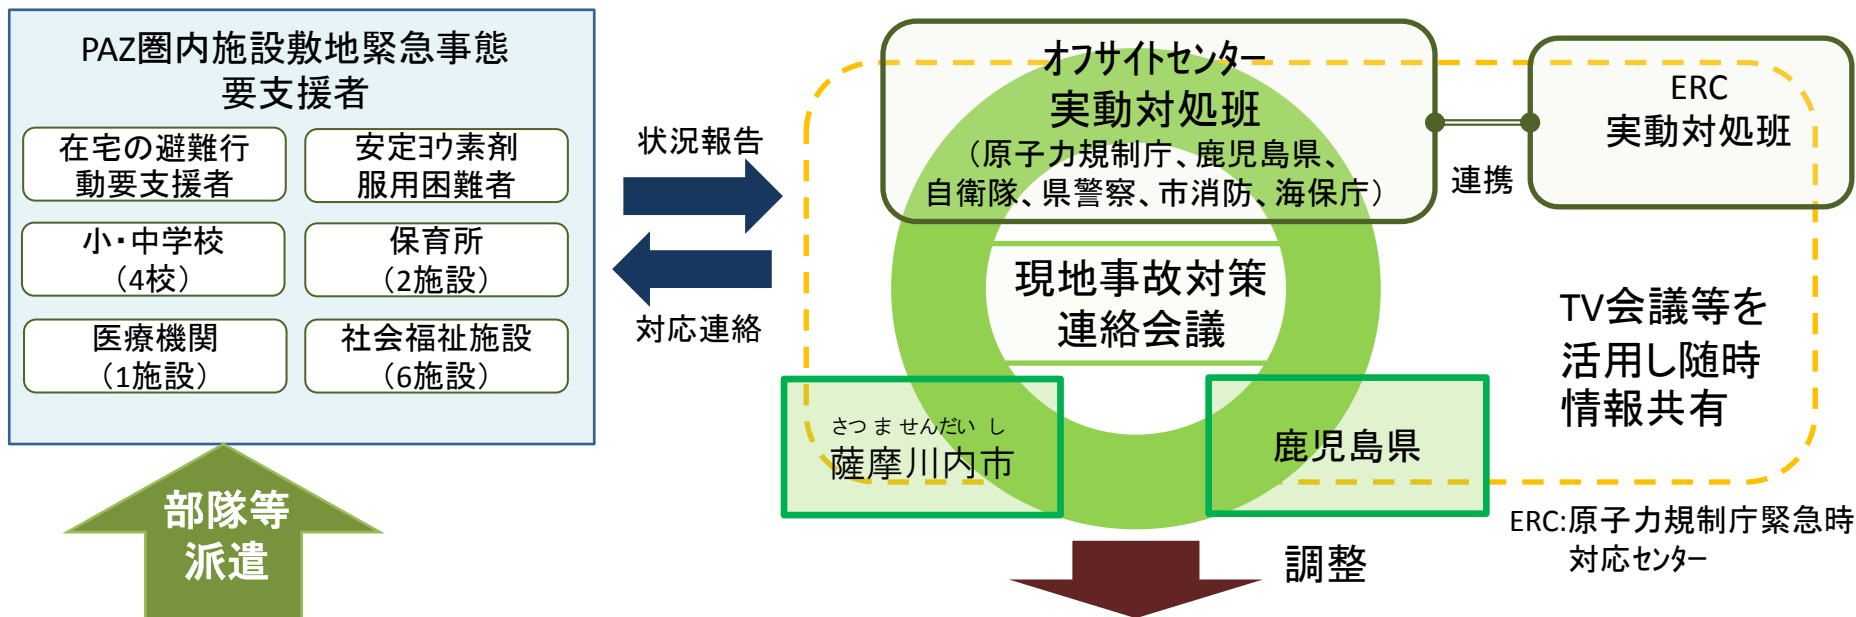 PAZ圏内施設敷地緊急事態
要支援者
在宅の避難行
動要支援者
安定ヨウ素剤
服用困難者
小・中学校
（4校）
保育所
（2施設）
医療機関
（1施設）
社会福祉施設
（6施設）
部隊等
派遣
状況報告
対応連絡
オフサイトセンター
実動対処班
（原子力規制庁、鹿児島県、
自衛隊、県警察、市消防、海保庁）
連携
ERC
実動対処班
現地事故対策
連絡会議
TV会議等を
活用し随時
情報共有
さつ ま せんだい し
薩摩川内市
鹿児島県
ERC:原子力規制庁緊急時
対応センター
調整